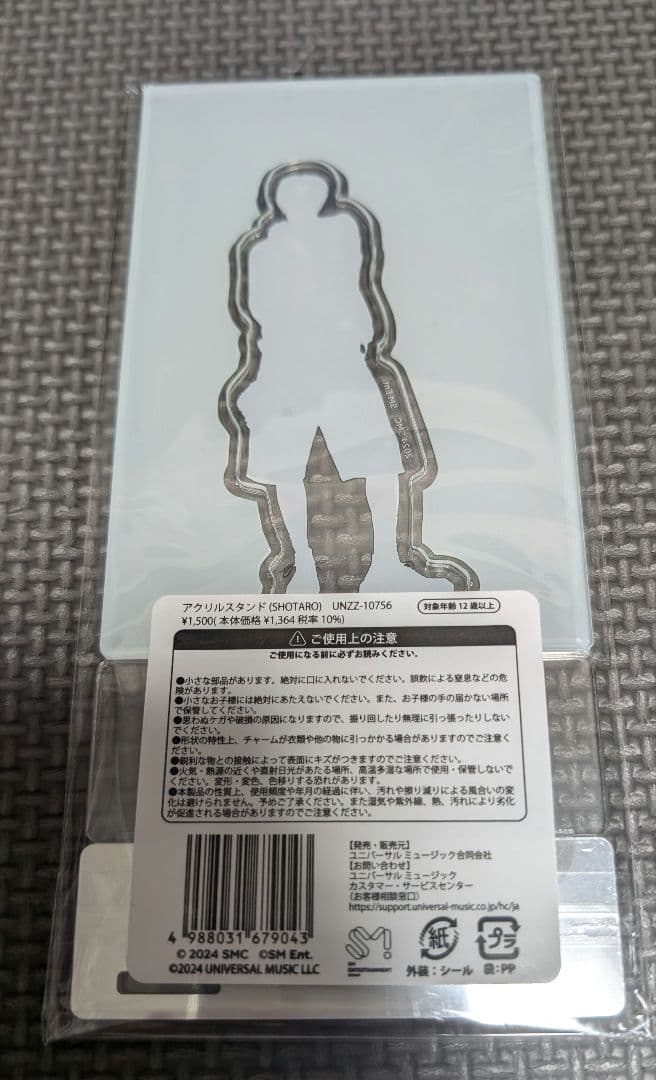 2024 SMC SM Ent.
アクリルスタンド(SHOTARO) UNZZ-10756
対象年齢 12 歳以上
¥1,500( 本体価格 ¥1,364 税率 10%)
ご使用上の注意
ご使用になる前に必ずお読みください。
●小さな部品があります。絶対に口に入れないでください。誤飲による窒息などの危
険があります。
●小さなお子様には絶対にあたえないでください。また、お子様の手の届かない場所
で保管してください。
●思わぬケガや破損の原因になりますので、振り回したり無理に引っ張ったりしない
でください。
●形状の特性上、チャームが衣類や他の物に引っかかる場合がありますのでご注意く
ださい。
●鋭利な物との接触によって表面にキズがつきますのでご注意ください。
●火気・熱源の近くや直射日光があたる場所、高温多湿な場所で使用・保管しないで
ください。変形・変色、色移りする恐れがあります。
●本製品の性質上、使用頻度や年月の経過に伴い、汚れや擦り減りによる風合いの変
化は避けられません。予めご了承ください。また湿気や紫外線、熱、汚れにより劣化
が促進される場合がありますのでご注意ください。
4 988031 679043
© 2024 SMC ©SM Ent.
©2024 UNIVERSAL MUSIC LLC
【発売・販売元】
ユニバーサル ミュージック合同会社
【お問い合わせ】
ユニバーサル ミュージック
カスタマー・サービスセンター
(お客様相談窓口)
https://support.universal-music.co.jp/hc/ja
SM
SM
ENTERTAINMENT
紙
外装:シール
プラ
袋:PP